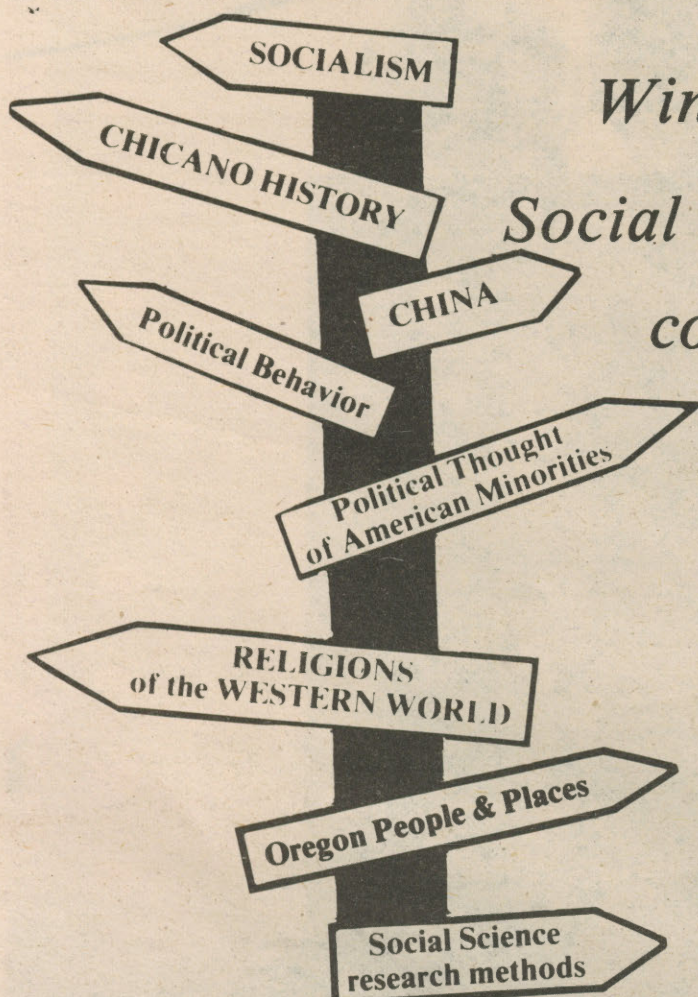 SOCIALISM
CHICANO HISTORY
Social
CHINA
Political Behavior
Political Thought
of American Minorities
RELIGIONS
of the WESTERN WORLD
Oregon People & Places
Social Science
research methods